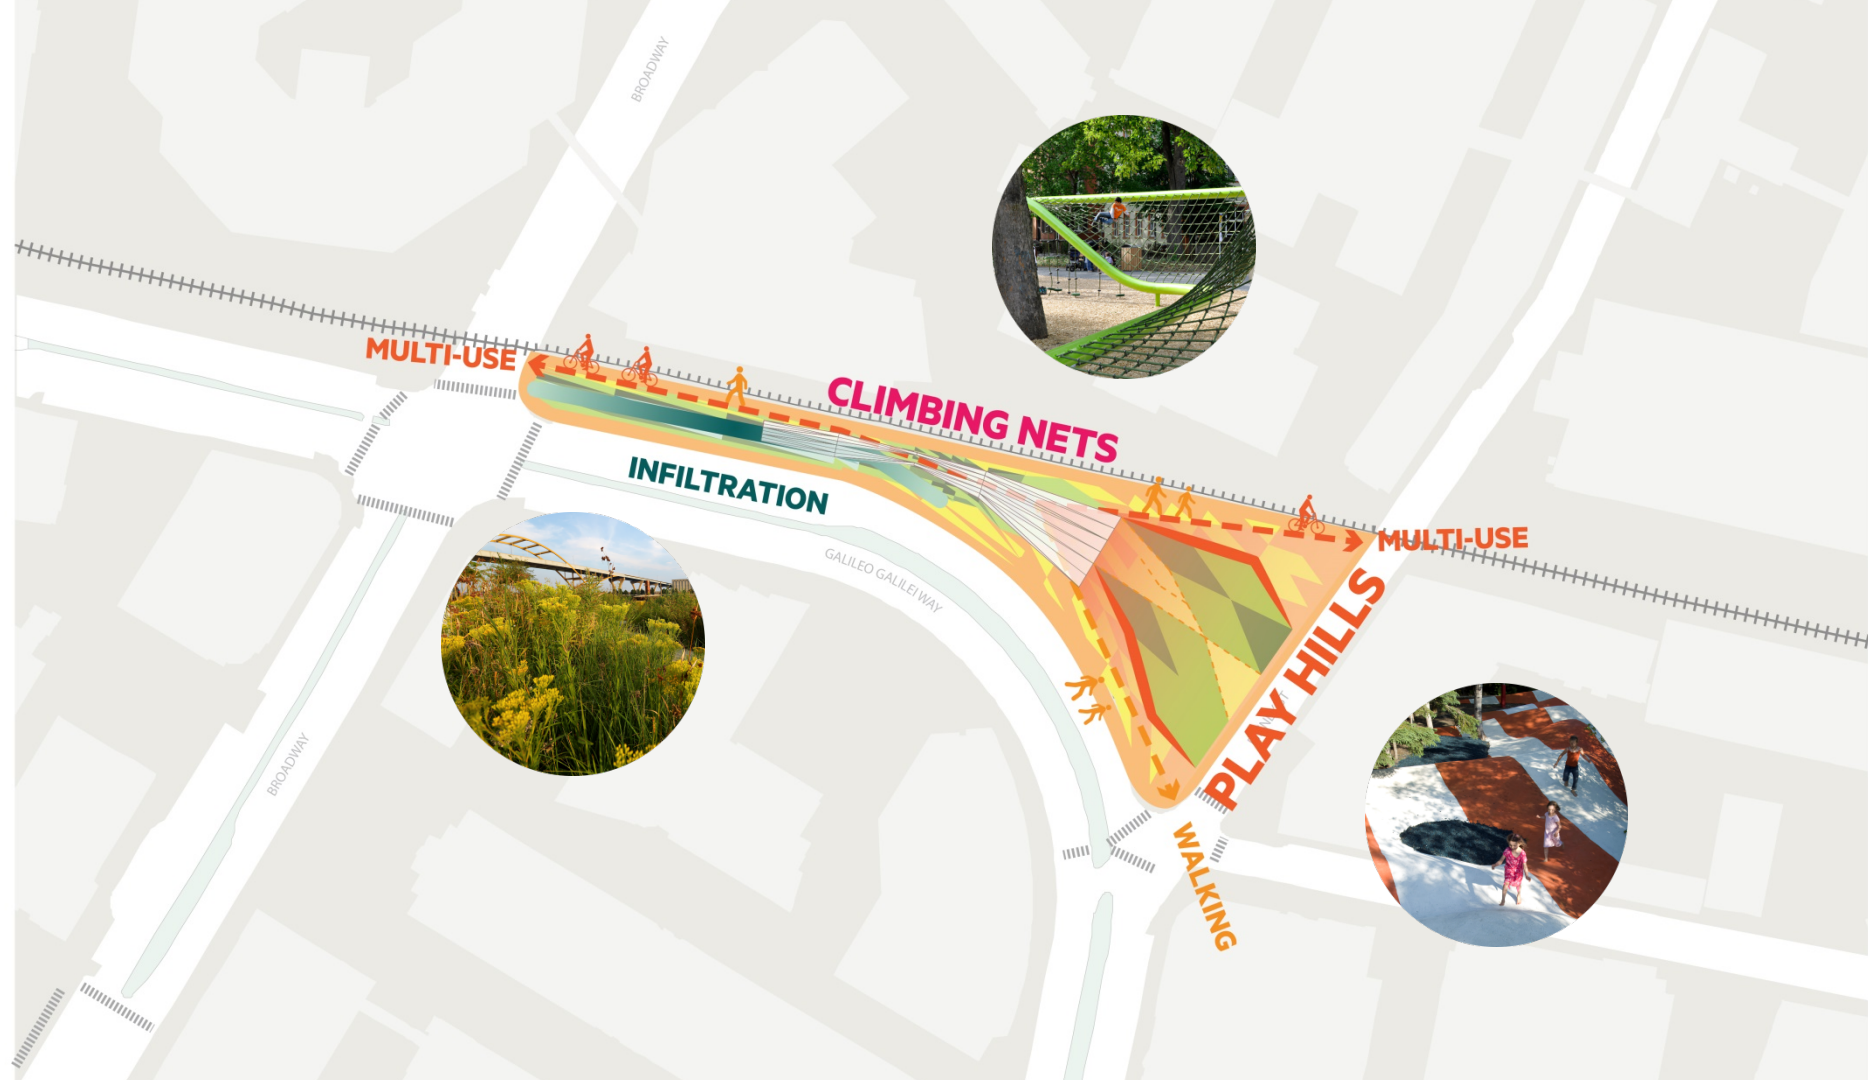 BROADWAY
MULTI-USE
CLIMBING NETS
INFILTRATION
MULTI-USE
GALILEO GALILEI WAY
PLAY HILLS
BROADWAY
WALKING